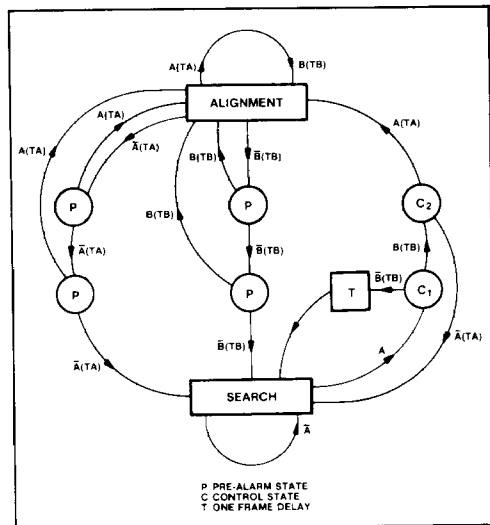 A(TA)
B(TB)
ALIGNMENT
A(TA)
A(TA)
Ā(TA)
B(TB)
B̄(TB)
A(TA)
B(TB)
P
P
C₂
Ā(TA)
B̄(TB)
B(TB)
P
P
T
B̄(TB)
C₁
Ā(TA)
B̄(TB)
A
Ā(TA)
SEARCH
Ā
P PRE-ALARM STATE
C CONTROL STATE
T ONE FRAME DELAY